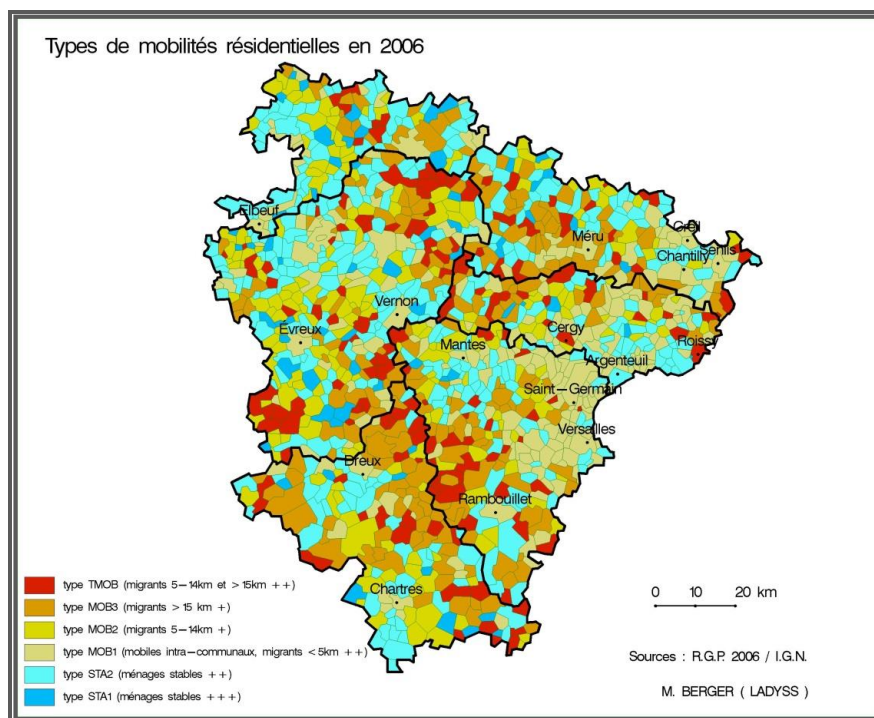 Types de mobilités résidentielles en 2006
Elbeuf
Creil
Méru
Senlis
Chantilly
Vernon
Evreux
Cergy
Roissy
Mantes
Argenteuil
Saint-Germain
Versailles
Dreux
Rambouillet
Chartres
type TMOB (migrants 5-14km et > 15km ++)
type MOB3 (migrants > 15 km +)
type MOB2 (migrants 5-14km +)
type MOB1 (mobiles intra-communaux, migrants <5km ++)
type STA2 (ménages stables ++)
type STA1 (ménages stables +++)
0 10 20 km
Sources : R.G.P. 2006 / I.G.N.
M. BERGER ( LADYSS )